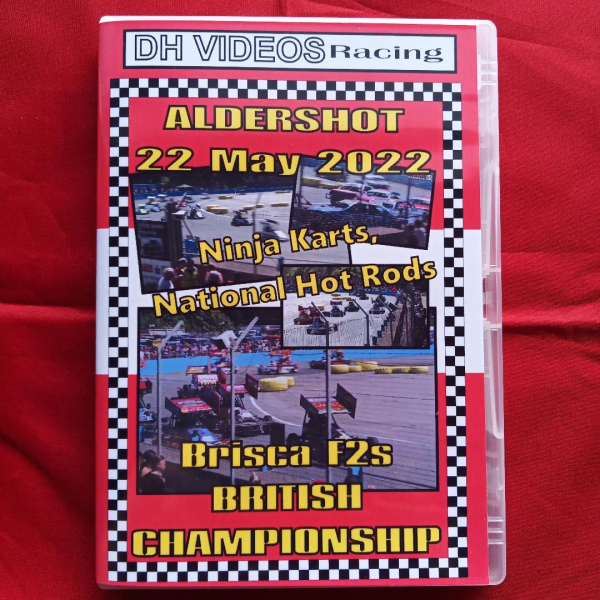 DH VIDEOS Racing
ALDERSHOT
22 May 2022
Ninja Karts,
National Hot Rods
Brisca F2s
BRITISH
CHAMPIONSHIP